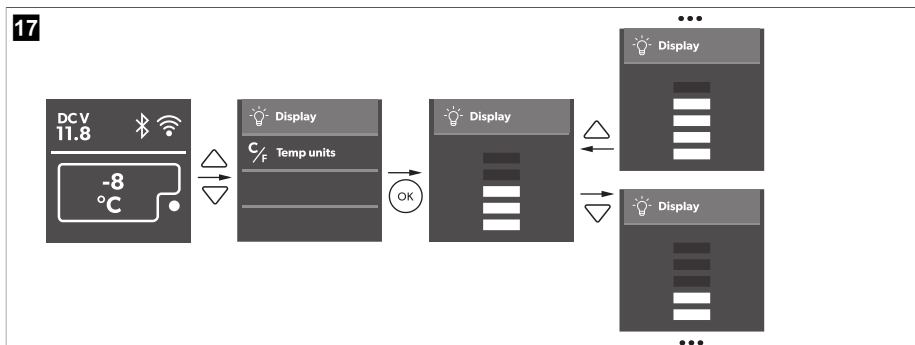 17
DC V
11.8
-8
°C
Display
C/F Temp units
OK
Display
•••
Display
Display
•••